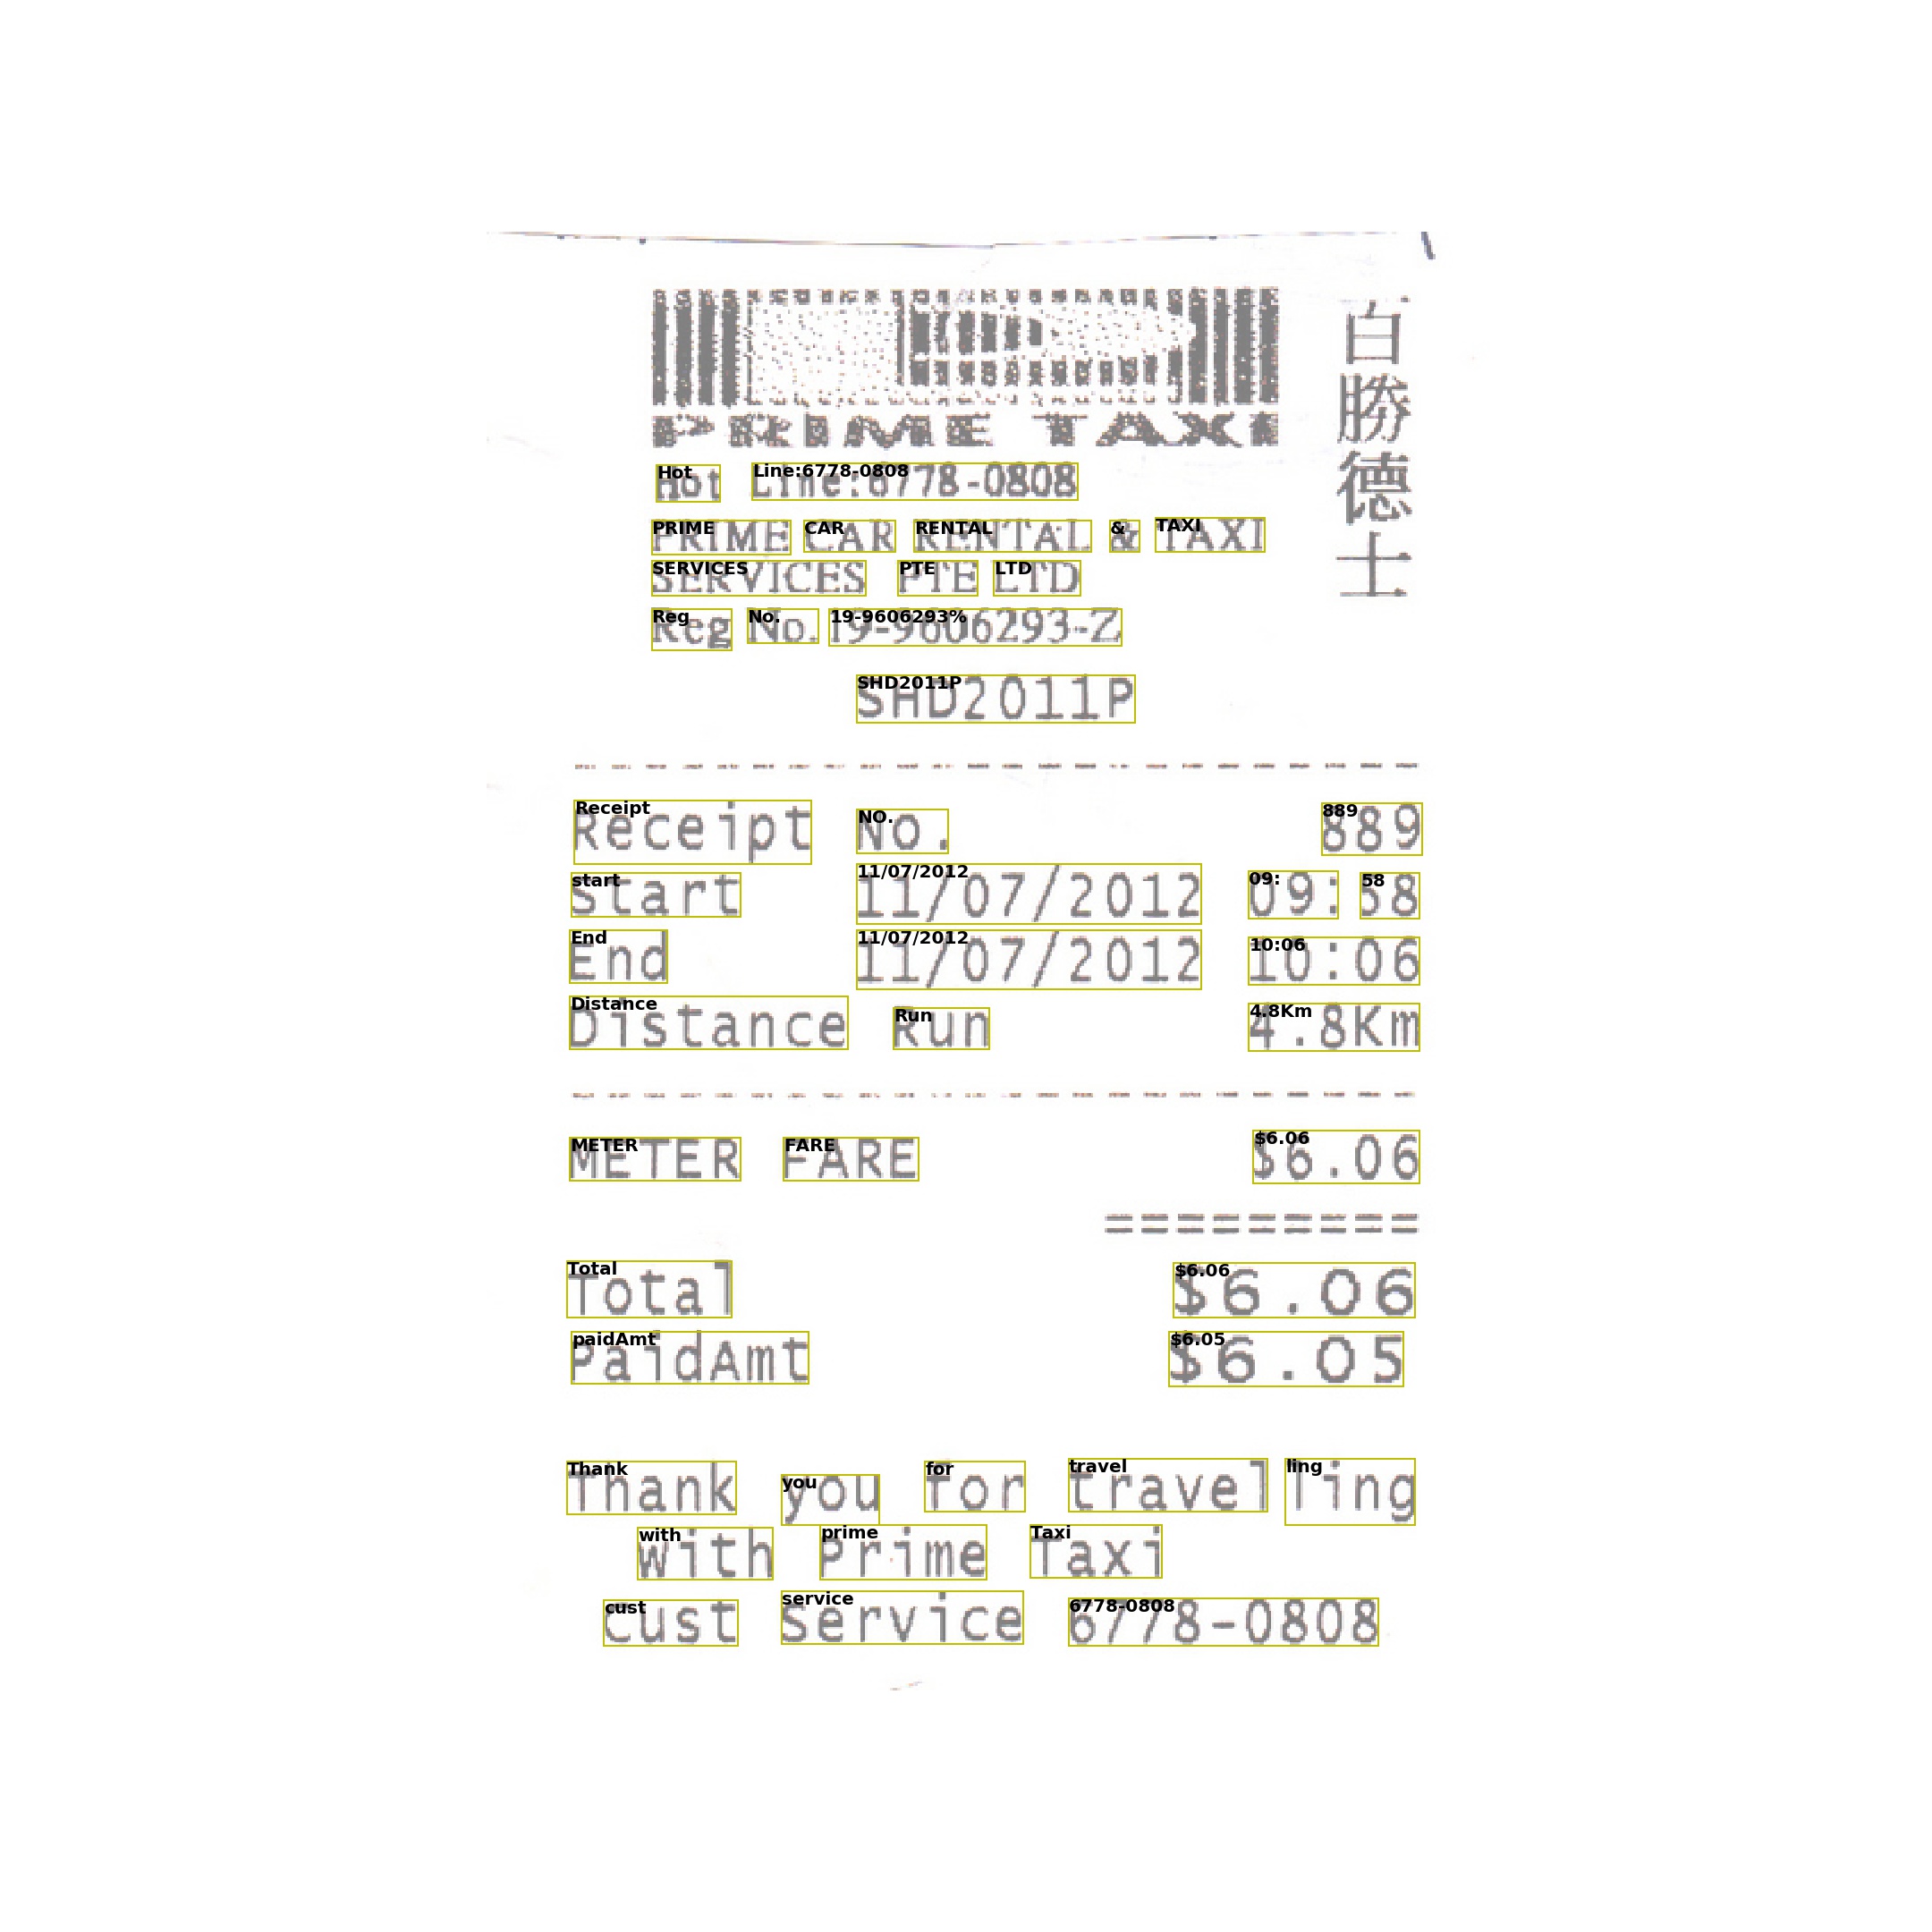 PRIME TAXI
百勝德士
Hot Line:6778-0808
PRIME CAR RENTAL & TAXI
SERVICES PTE LTD
Reg No.19-9606293-Z
SHD2011P
Receipt No. 889
Start 11/07/2012 09:58
End 11/07/2012 10:06
Distance Run 4.8Km
METER FARE $6.06
=========
Total $6.06
PaidAmt $6.05
Thank you for travelling
with Prime Taxi
Cust Service 6778-0808